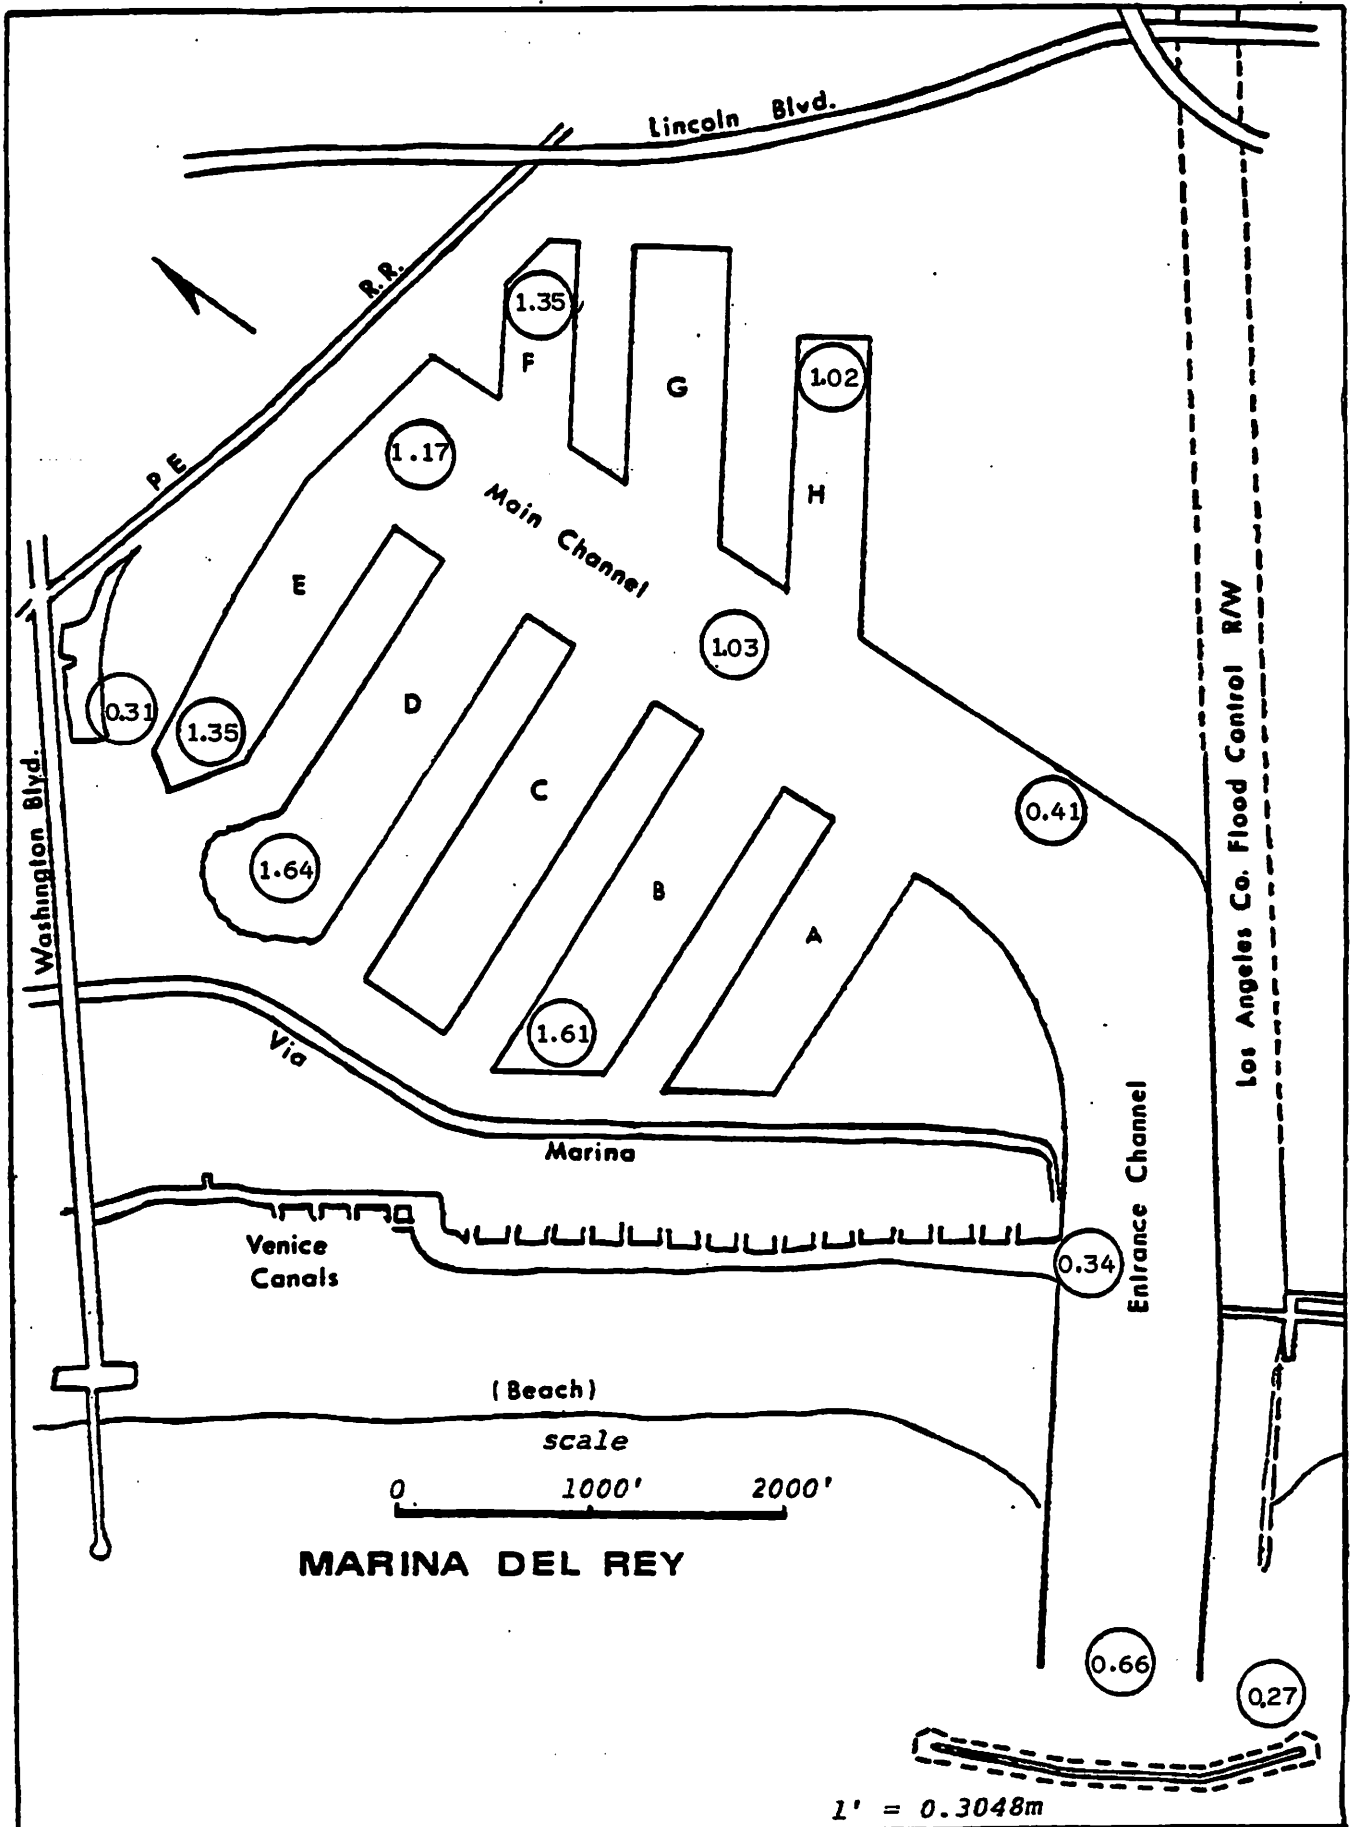 Lincoln Blvd.
P E R.R.
1.35
F
G
1.02
1.17
Main Channel
H
E
Los Angeles Co. Flood Control R/W
0.31
1.35
D
1.03
Washington Blvd.
C
0.41
1.64
B
A
1.61
Via
Marina
Entrance Channel
Venice
Canals
0.34
(Beach)
scale
0 1000' 2000'
MARINA DEL REY
0.66
0.27
1' = 0.3048m